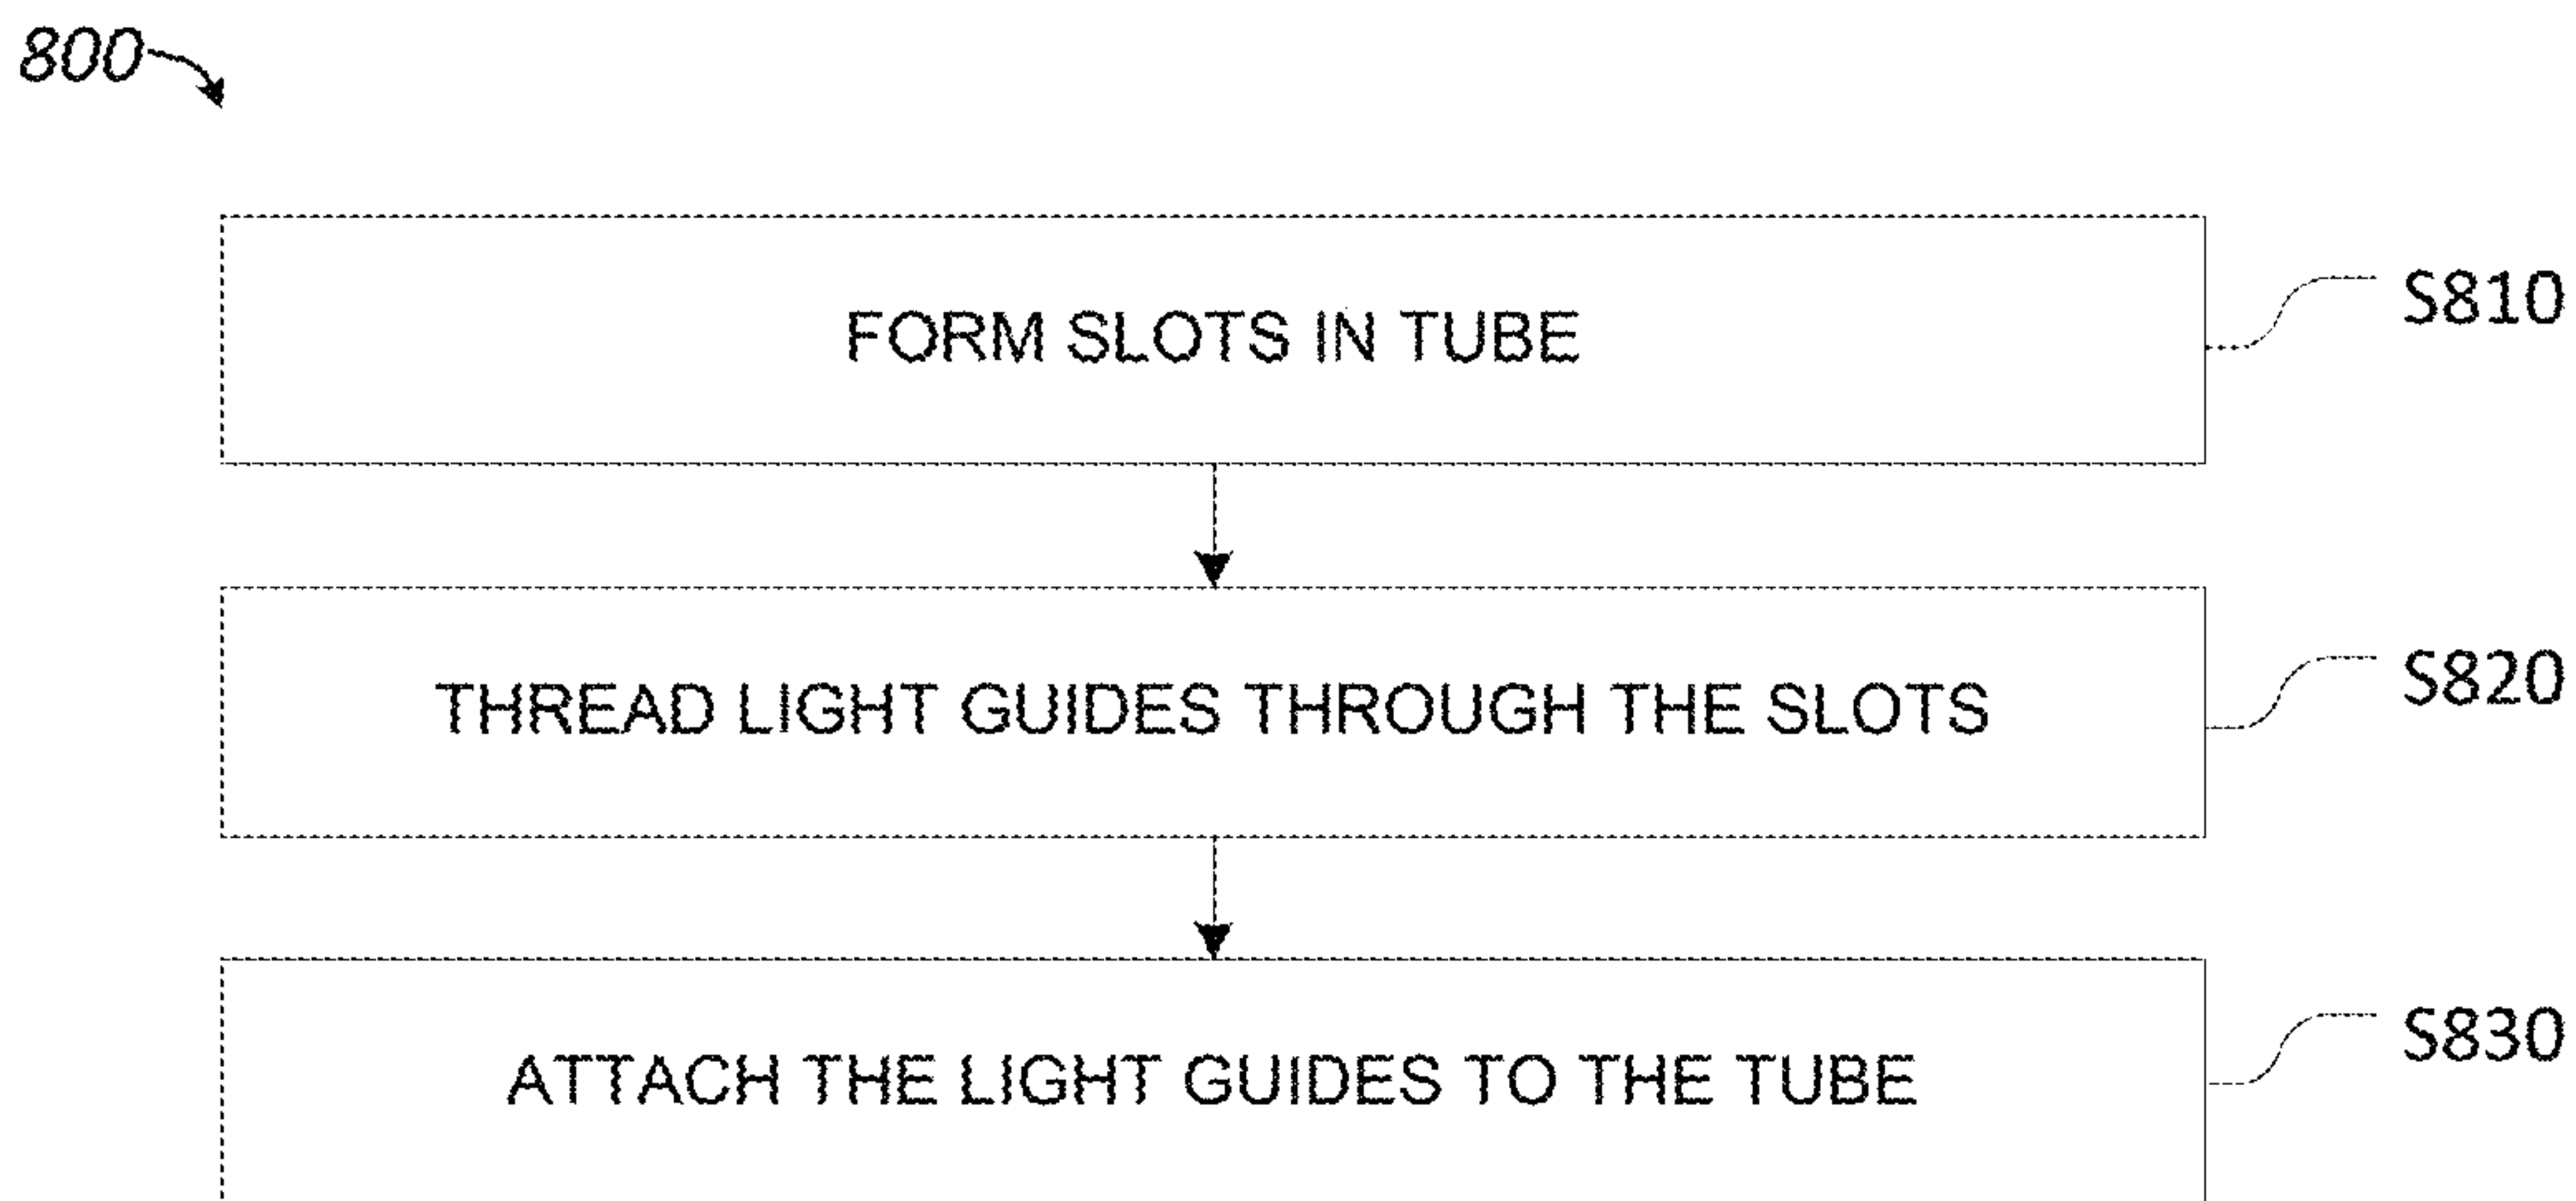 800
FORM SLOTS IN TUBE
S810
THREAD LIGHT GUIDES THROUGH THE SLOTS
S820
ATTACH THE LIGHT GUIDES TO THE TUBE
S830